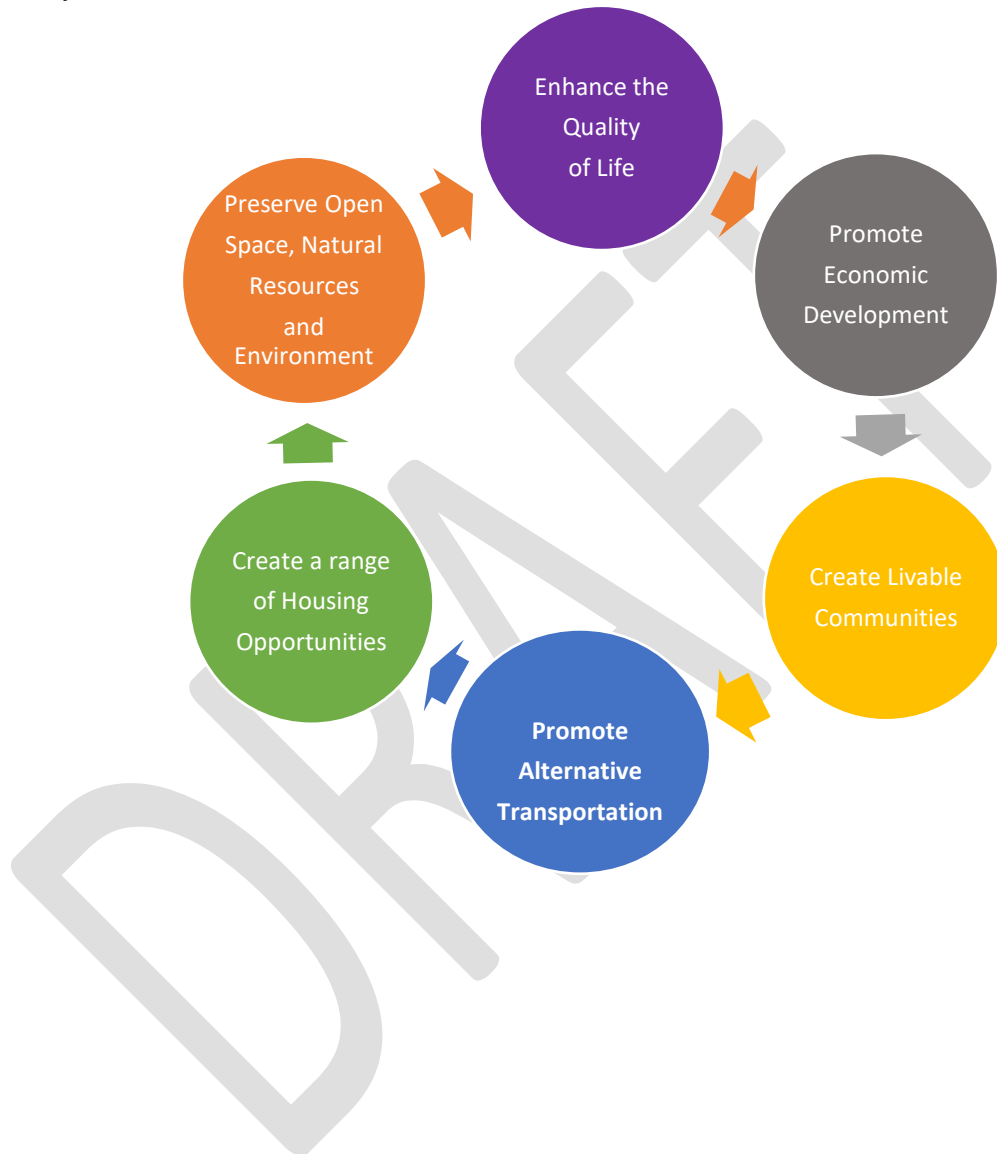 Enhance the
Quality
of Life
Promote
Economic
Development
Create Livable
Communities
Promote
Alternative
Transportation
Create a range
of Housing
Opportunities
Preserve Open
Space, Natural
Resources
and
Environment
DRAFT